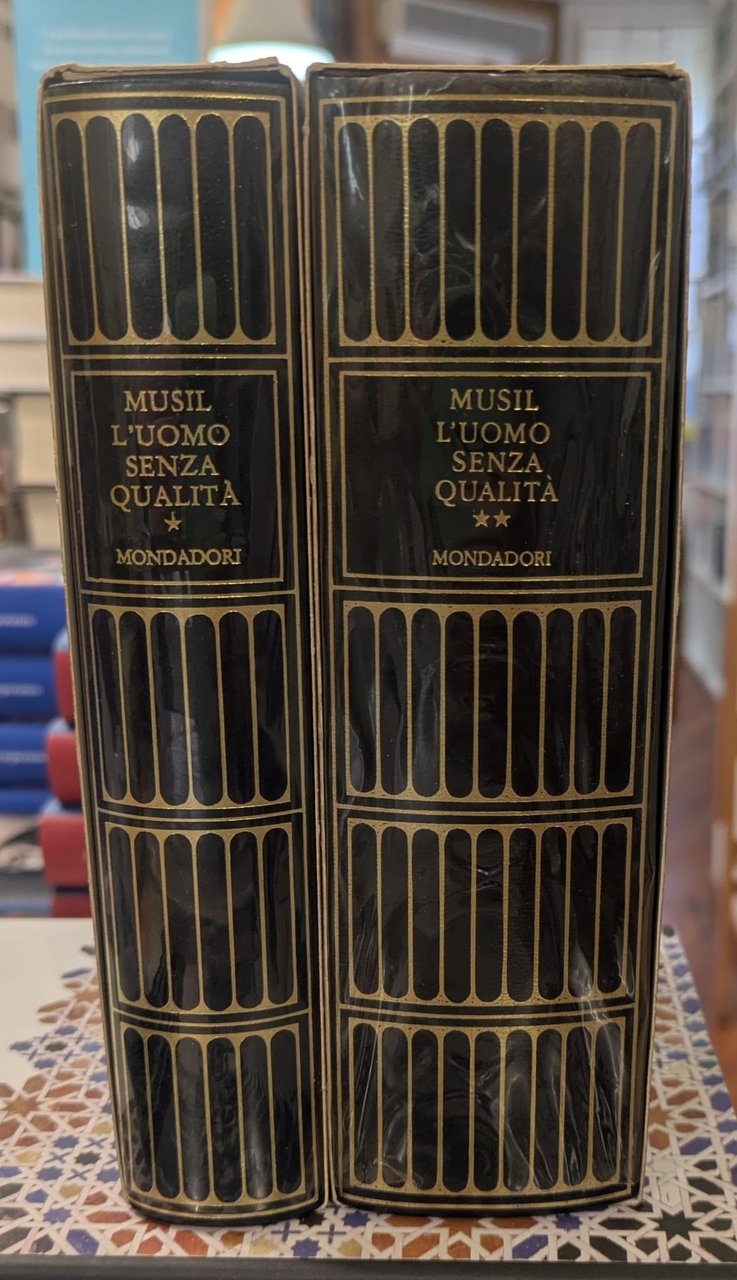 MUSIL
L'UOMO
SENZA
QUALITÀ
★
MONDADORI
MUSIL
L'UOMO
SENZA
QUALITÀ
★★
MONDADORI